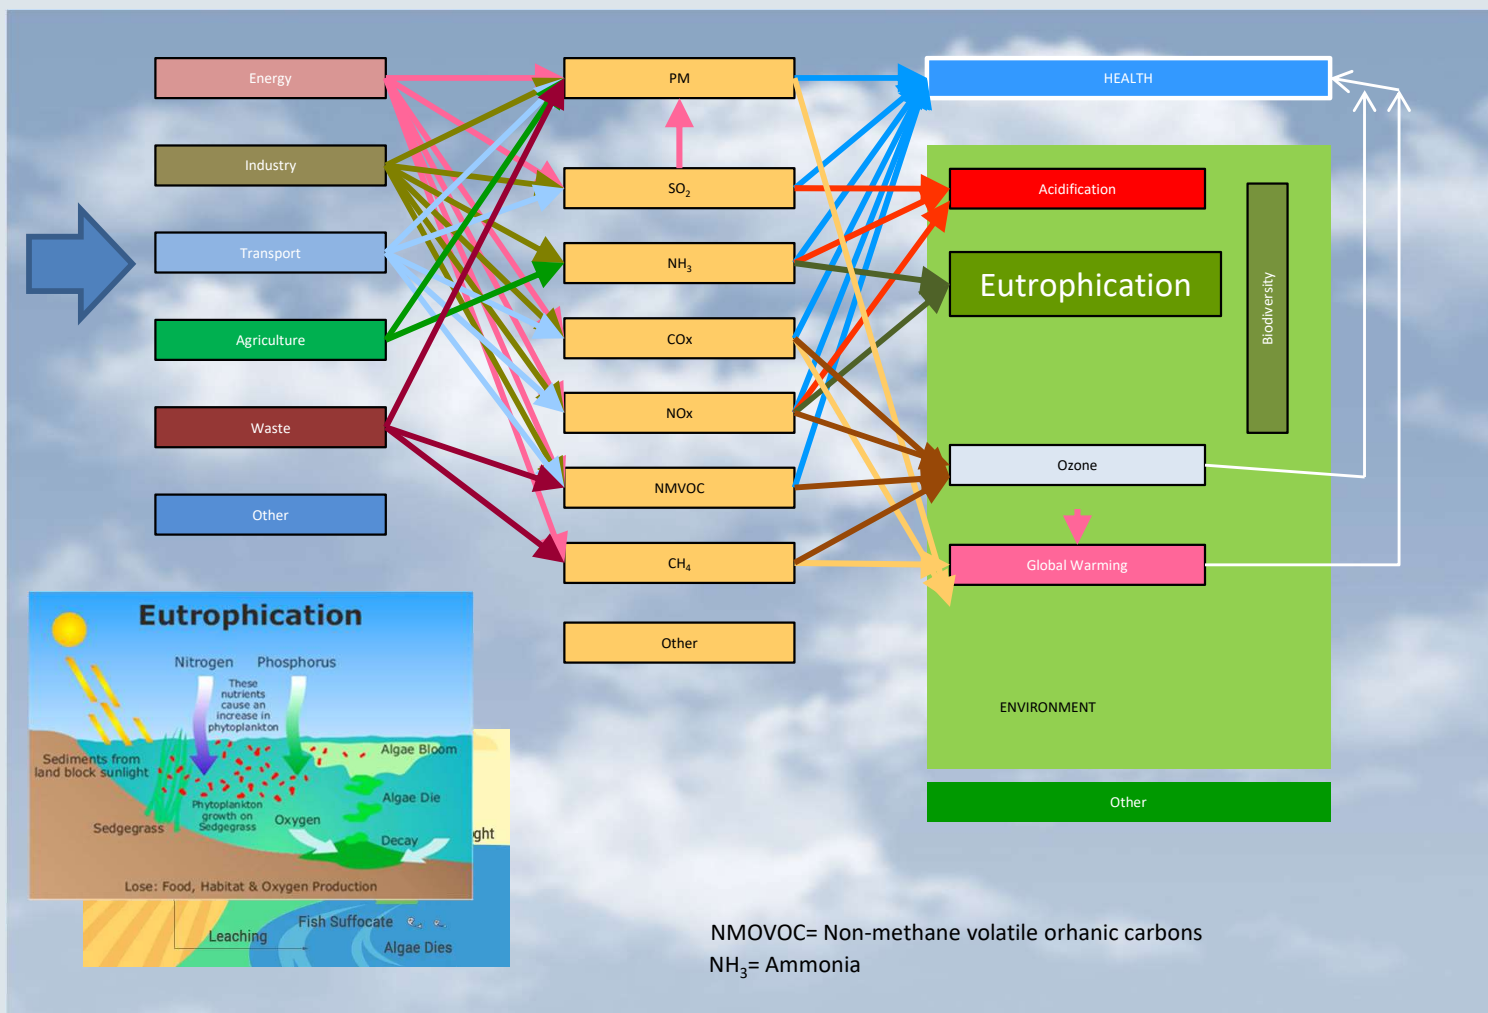 Energy
Industry
Transport
Agriculture
Waste
Other
PM
SO₂
NH₃
COx
NOx
NMVOC
CH₄
Other
HEALTH
Acidification
Eutrophication
Biodiversity
Ozone
Global Warming
ENVIRONMENT
Other
Eutrophication
Nitrogen Phosphorus
These
nutrients
cause an
increase in
phytoplankton
Sediments from
land block sunlight
Algae Bloom
Algae Die
Phytoplankton
growth on
Sedgegrass
Sedgegrass
Oxygen
Decay
Lose: Food, Habitat & Oxygen Production
Fish Suffocate
Leaching
Algae Dies
NMOVOC= Non-methane volatile orhanic carbons
NH₃= Ammonia